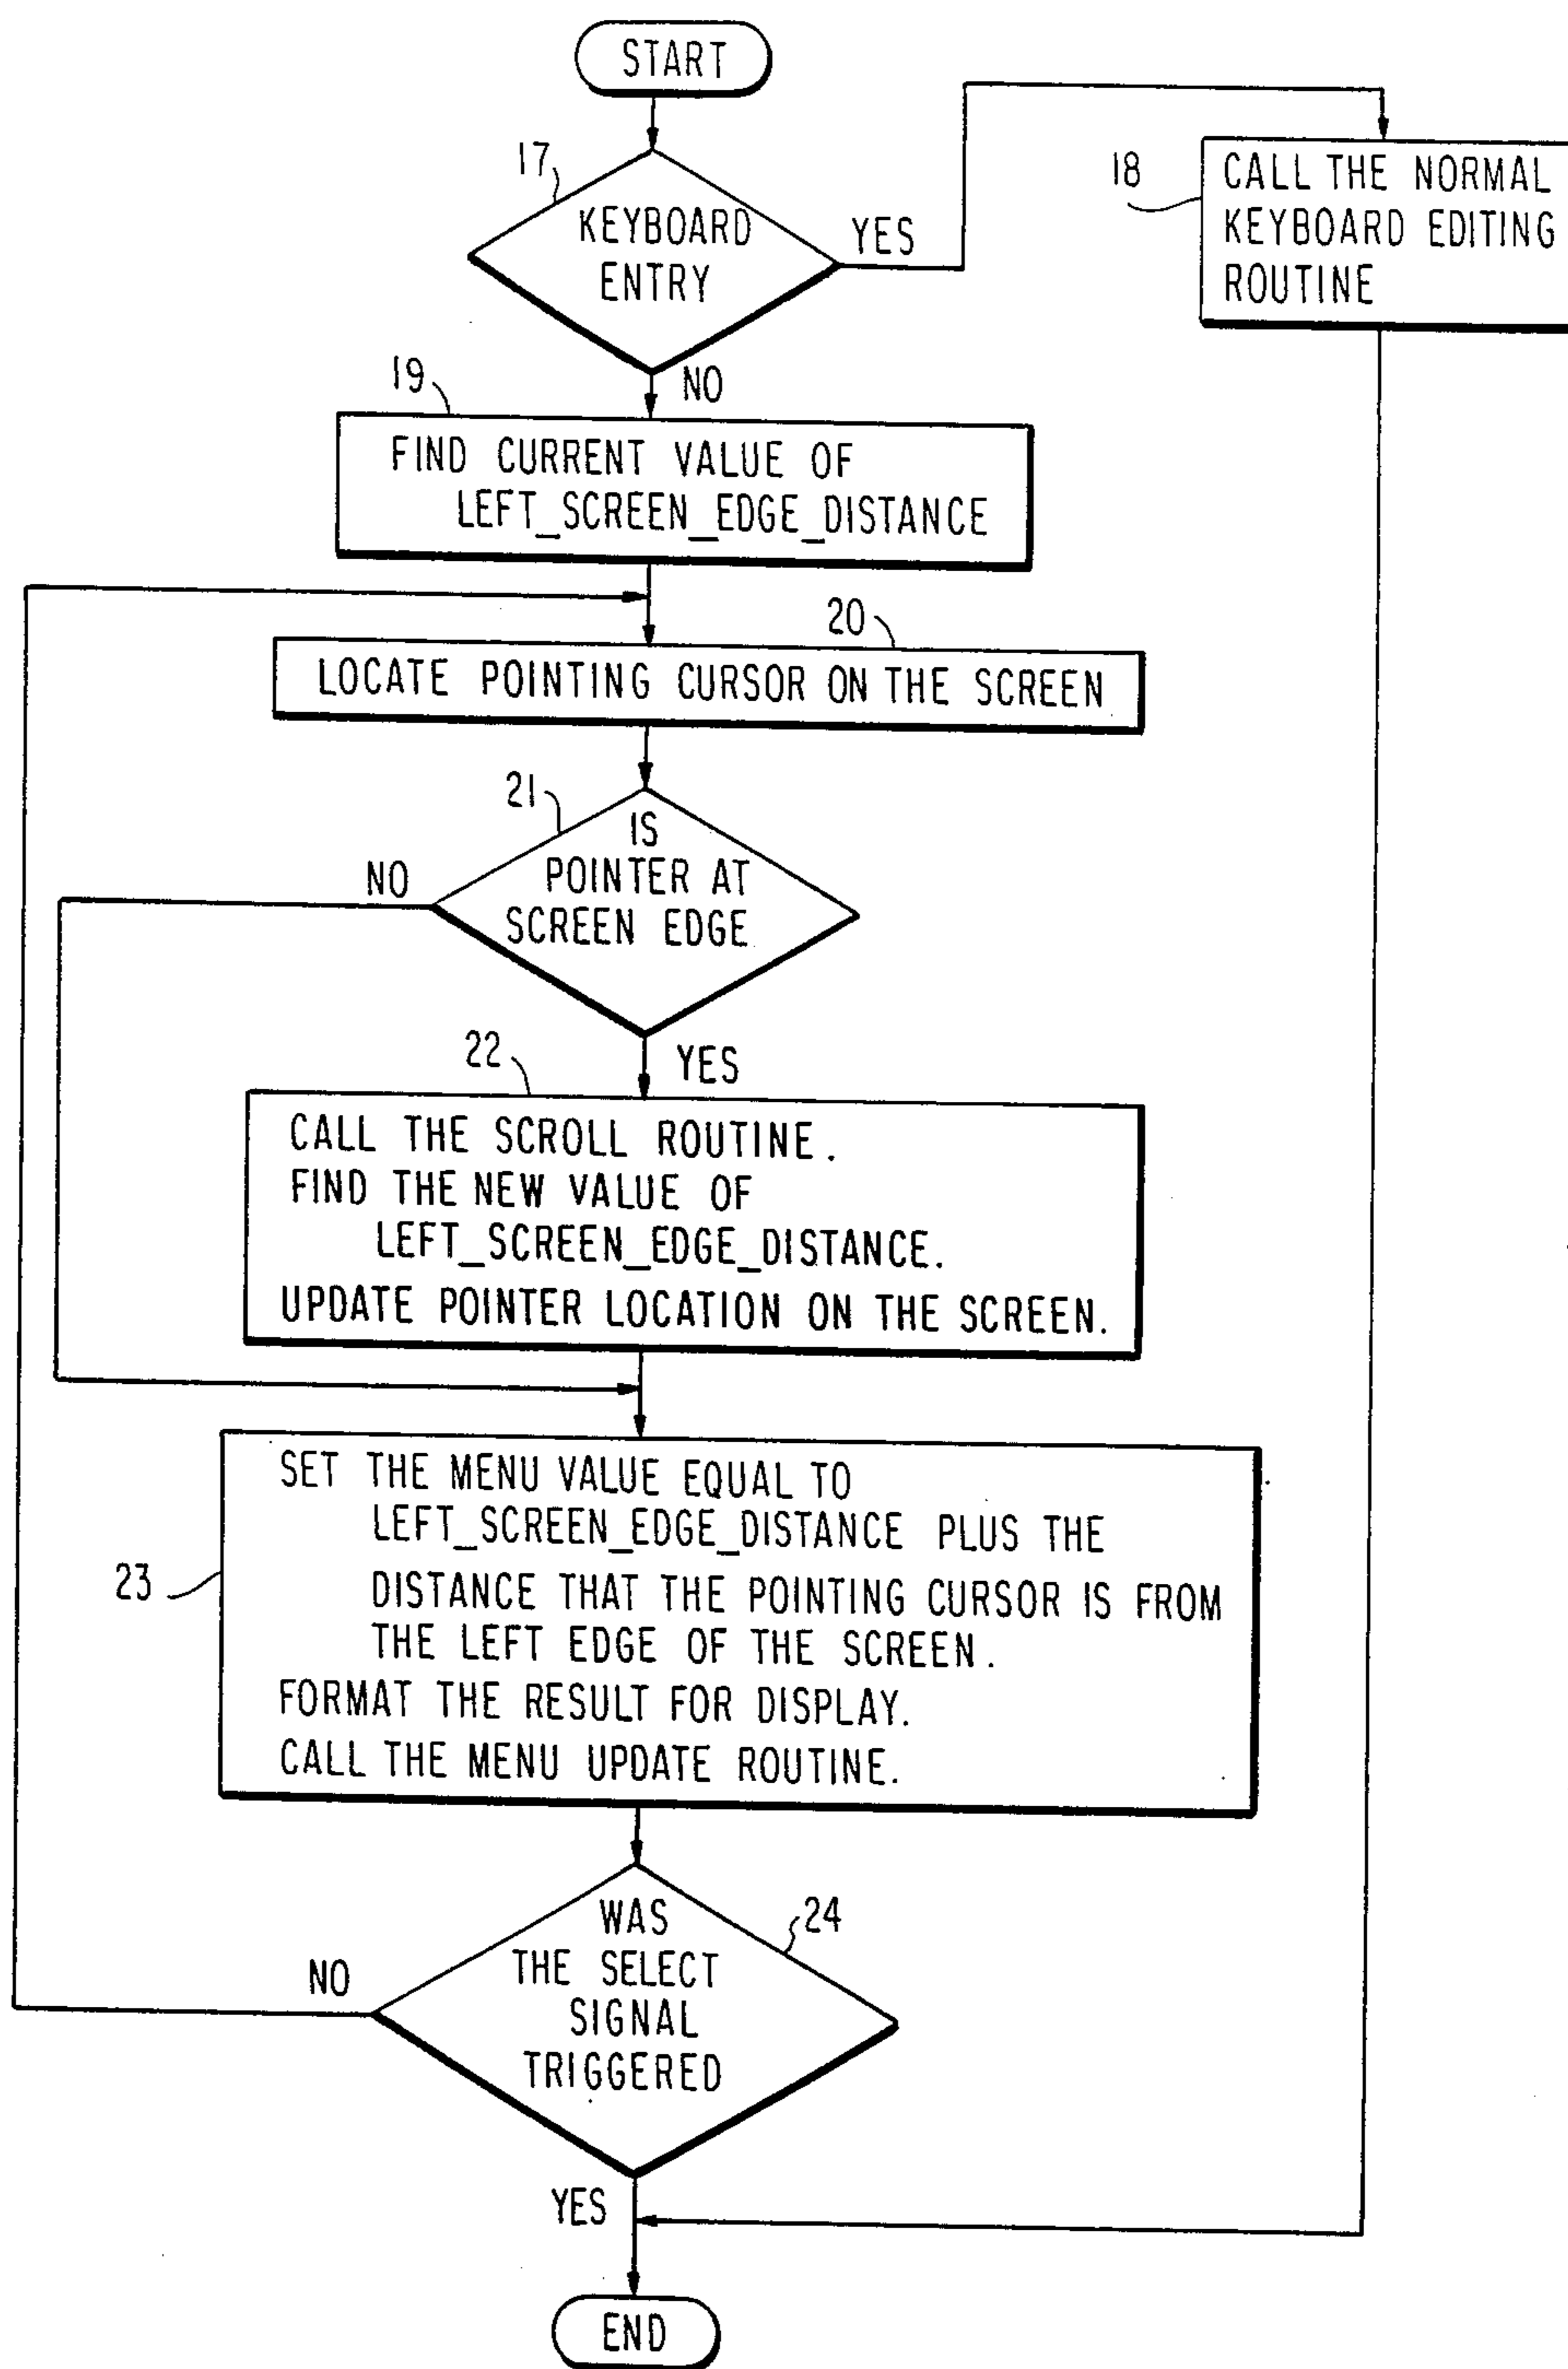 START
17
KEYBOARD
ENTRY
YES
18
CALL THE NORMAL
KEYBOARD EDITING
ROUTINE
NO
19
FIND CURRENT VALUE OF
LEFT_SCREEN_EDGE_DISTANCE
20
LOCATE POINTING CURSOR ON THE SCREEN
21
IS
POINTER AT
SCREEN EDGE
NO
YES
22
CALL THE SCROLL ROUTINE.
FIND THE NEW VALUE OF
LEFT_SCREEN_EDGE_DISTANCE.
UPDATE POINTER LOCATION ON THE SCREEN.
23
SET THE MENU VALUE EQUAL TO
LEFT_SCREEN_EDGE_DISTANCE PLUS THE
DISTANCE THAT THE POINTING CURSOR IS FROM
THE LEFT EDGE OF THE SCREEN.
FORMAT THE RESULT FOR DISPLAY.
CALL THE MENU UPDATE ROUTINE.
24
WAS
THE SELECT
SIGNAL
TRIGGERED
NO
YES
END